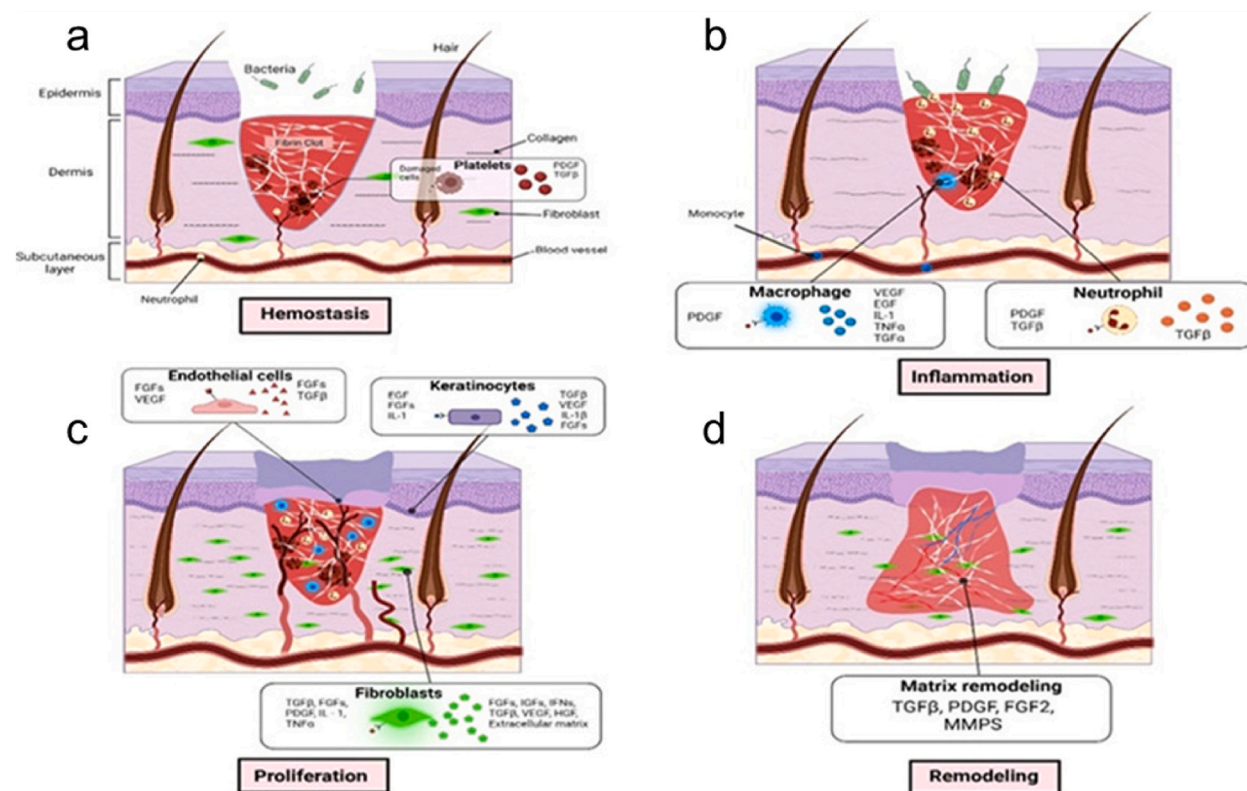 a
Hair
Bacteria
Epidermis
Fibrin Clot
Collagen
Dermis
Damaged
cells
Platelets
PDGF
TGFβ
Fibroblast
Subcutaneous
layer
Blood vessel
Neutrophil
Hemostasis
b
Monocyte
Macrophage
PDGF
VEGF
EGF
IL-1
TNFα
TGFα
Neutrophil
PDGF
TGFβ
TGFβ
Inflammation
c
Endothelial cells
FGFs
VEGF
FGFs
TGFβ
Keratinocytes
EGF
FGFs
IL-1
TGFβ
VEGF
IL-1β
FGFs
Fibroblasts
TGFβ, FGFs,
PDGF, IL - 1,
TNFα
FGFs, IGFs, IFNs,
TGFβ, VEGF, HGF,
Extracellular matrix
Proliferation
d
Matrix remodeling
TGFβ, PDGF, FGF2,
MMPS
Remodeling